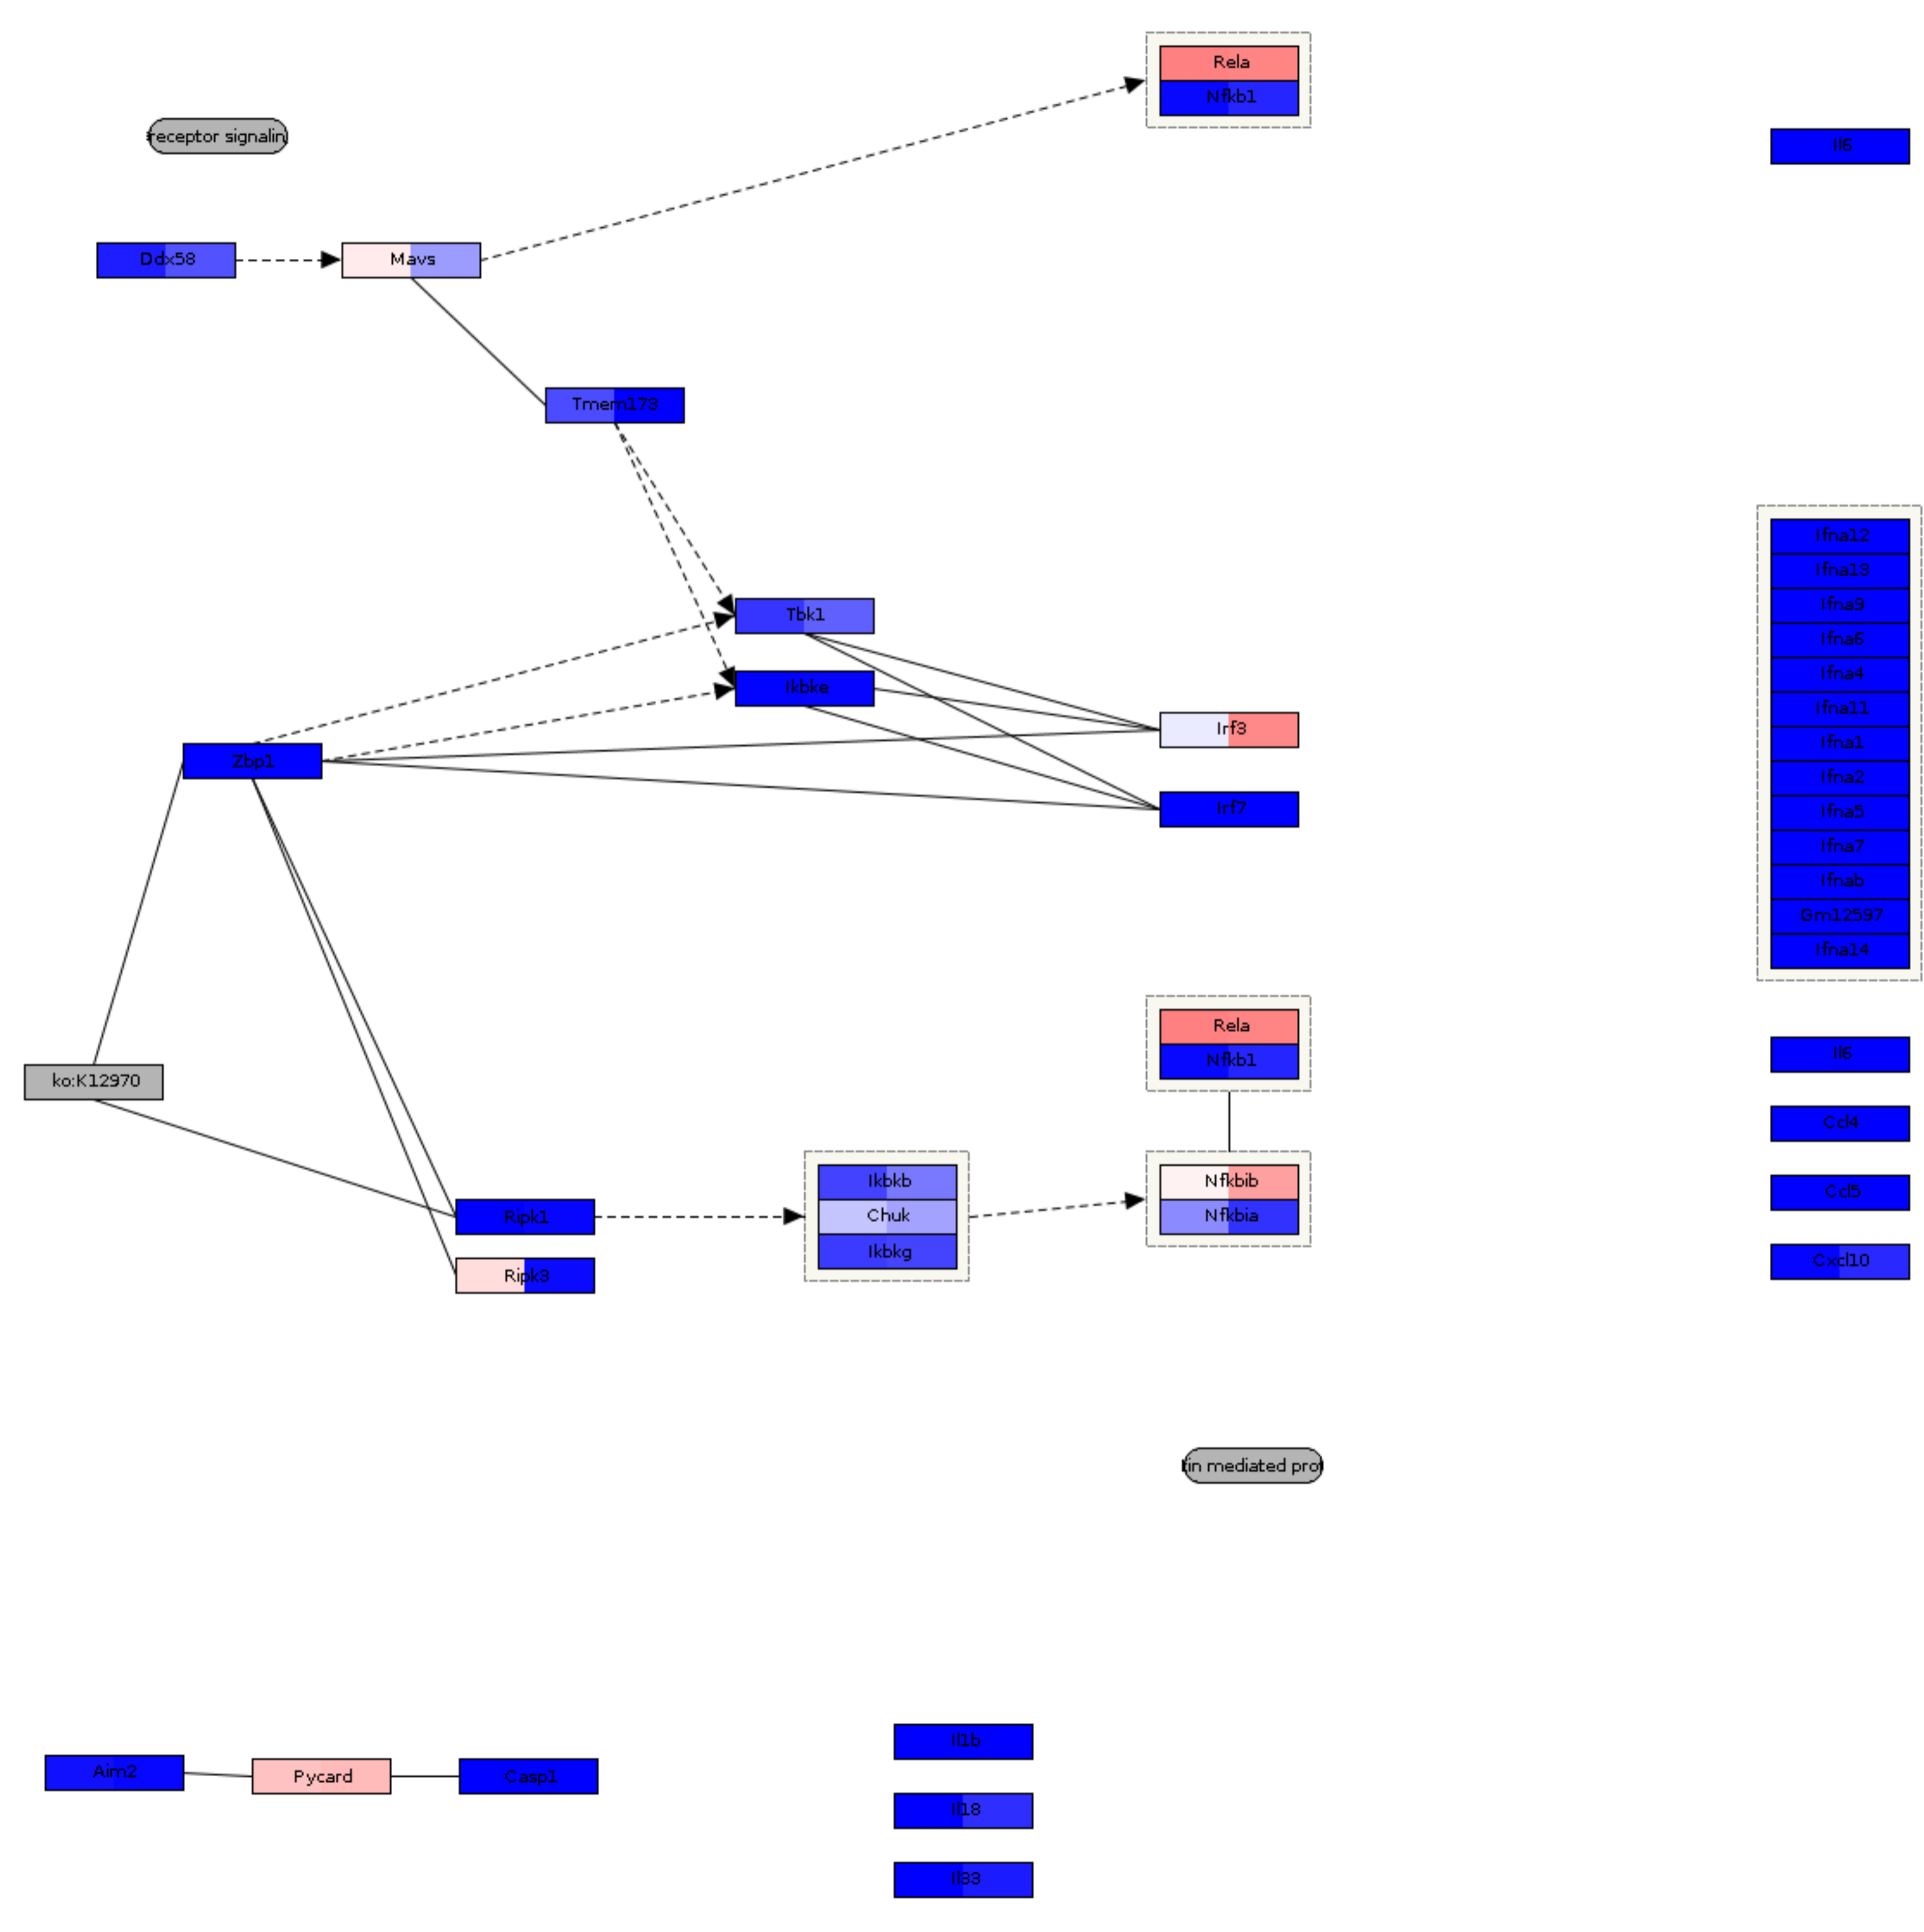 Rela
Nfkb1
receptor signalin
Il6
Ddx58
Mavs
Tmem173
Ifna12
Ifna13
Ifna9
Ifna6
Ifna4
Ifna11
Ifna1
Ifna2
Ifna5
Ifna7
Ifnab
Gm12597
Ifna14
Tbk1
Ikbke
Irf3
Zbp1
Irf7
Rela
Nfkb1
Il6
ko:K12970
Ccl4
Ikbkb
Nfkbib
Ccl5
Ripk1
Chuk
Nfkbia
Ikbkg
Cxcl10
Ripk3
tin mediated prot
Il1b
Aim2
Pycard
Casp1
Il18
Il33